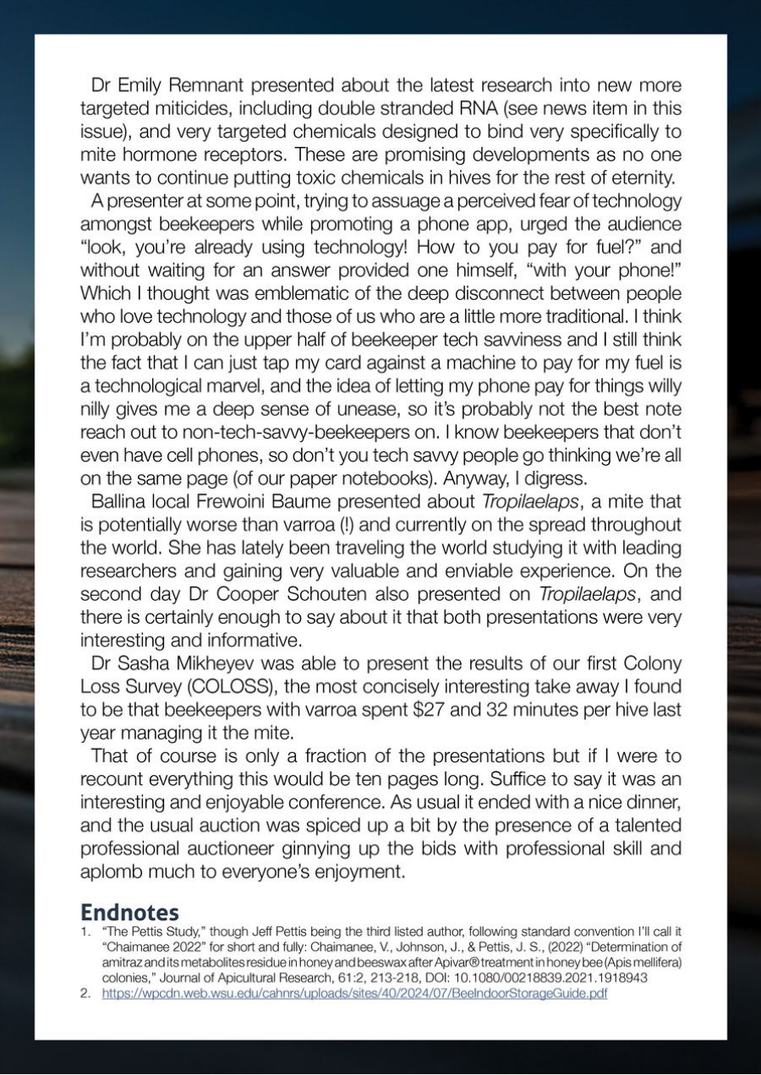 Dr Emily Remnant presented about the latest research into new more
targeted miticides, including double stranded RNA (see news item in this
issue), and very targeted chemicals designed to bind very specifically to
mite hormone receptors. These are promising developments as no one
wants to continue putting toxic chemicals in hives for the rest of eternity.
A presenter at some point, trying to assuage a perceived fear of technology
amongst beekeepers while promoting a phone app, urged the audience
“look, you’re already using technology! How to you pay for fuel?” and
without waiting for an answer provided one himself, “with your phone!”
Which I thought was emblematic of the deep disconnect between people
who love technology and those of us who are a little more traditional. I think
I’m probably on the upper half of beekeeper tech savviness and I still think
the fact that I can just tap my card against a machine to pay for my fuel is
a technological marvel, and the idea of letting my phone pay for things willy
nilly gives me a deep sense of unease, so it’s probably not the best note
reach out to non-tech-savvy-beekeepers on. I know beekeepers that don’t
even have cell phones, so don’t you tech savvy people go thinking we’re all
on the same page (of our paper notebooks). Anyway, I digress.
Ballina local Frewoini Baume presented about Tropilaelaps, a mite that
is potentially worse than varroa (!) and currently on the spread throughout
the world. She has lately been traveling the world studying it with leading
researchers and gaining very valuable and enviable experience. On the
second day Dr Cooper Schouten also presented on Tropilaelaps, and
there is certainly enough to say about it that both presentations were very
interesting and informative.
Dr Sasha Mikheyev was able to present the results of our first Colony
Loss Survey (COLOSS), the most concisely interesting take away I found
to be that beekeepers with varroa spent $27 and 32 minutes per hive last
year managing it the mite.
That of course is only a fraction of the presentations but if I were to
recount everything this would be ten pages long. Suffice to say it was an
interesting and enjoyable conference. As usual it ended with a nice dinner,
and the usual auction was spiced up a bit by the presence of a talented
professional auctioneer ginnying up the bids with professional skill and
aplomb much to everyone’s enjoyment.
Endnotes
1. “The Pettis Study,” though Jeff Pettis being the third listed author, following standard convention I’ll call it
“Chaimanee 2022” for short and fully: Chaimanee, V., Johnson, J., & Pettis, J. S., (2022) “Determination of
amitraz and its metabolites residue in honey and beeswax after Apivar® treatment in honey bee (Apis mellifera)
colonies,” Journal of Apicultural Research, 61:2, 213-218, DOI: 10.1080/00218839.2021.1918943
2. https://wpcdn.web.wsu.edu/cahnrs/uploads/sites/40/2024/07/BeeIndoorStorageGuide.pdf